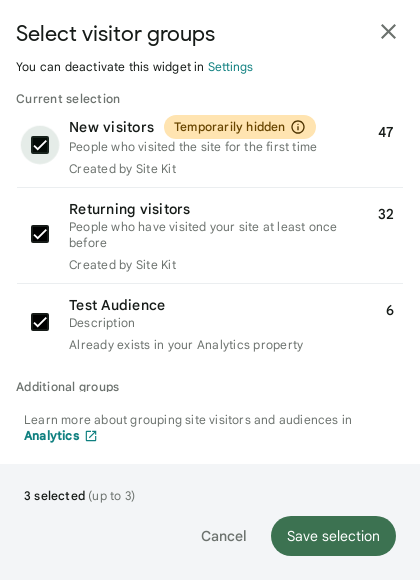 Select visitor groups
You can deactivate this widget in Settings
Current selection
New visitors Temporarily hidden
47
People who visited the site for the first time
Created by Site Kit
Returning visitors
32
People who have visited your site at least once
before
Created by Site Kit
Test Audience
6
Description
Already exists in your Analytics property
Additional groups
Learn more about grouping site visitors and audiences in
Analytics
3 selected (up to 3)
Cancel
Save selection